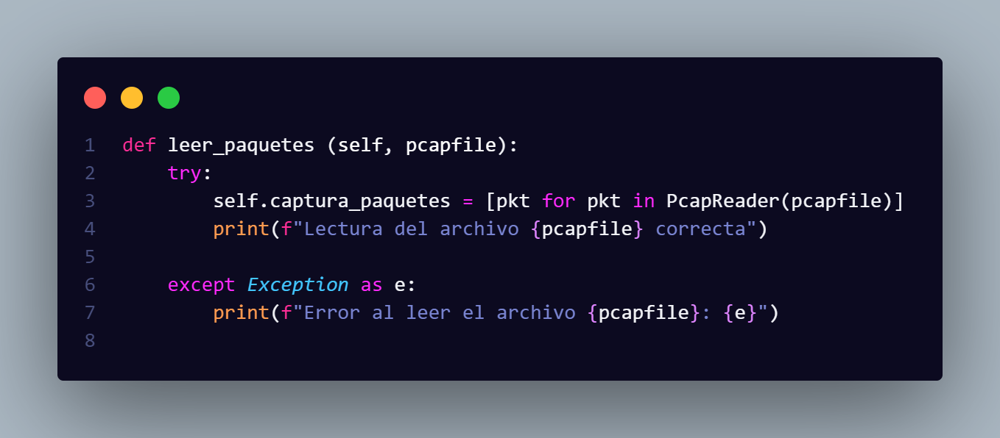 1 def leer_paquetes (self, pcapfile):
2     try:
3         self.captura_paquetes = [pkt for pkt in PcapReader(pcapfile)]
4         print(f"Lectura del archivo {pcapfile} correcta")
5
6     except Exception as e:
7         print(f"Error al leer el archivo {pcapfile}: {e}")
8